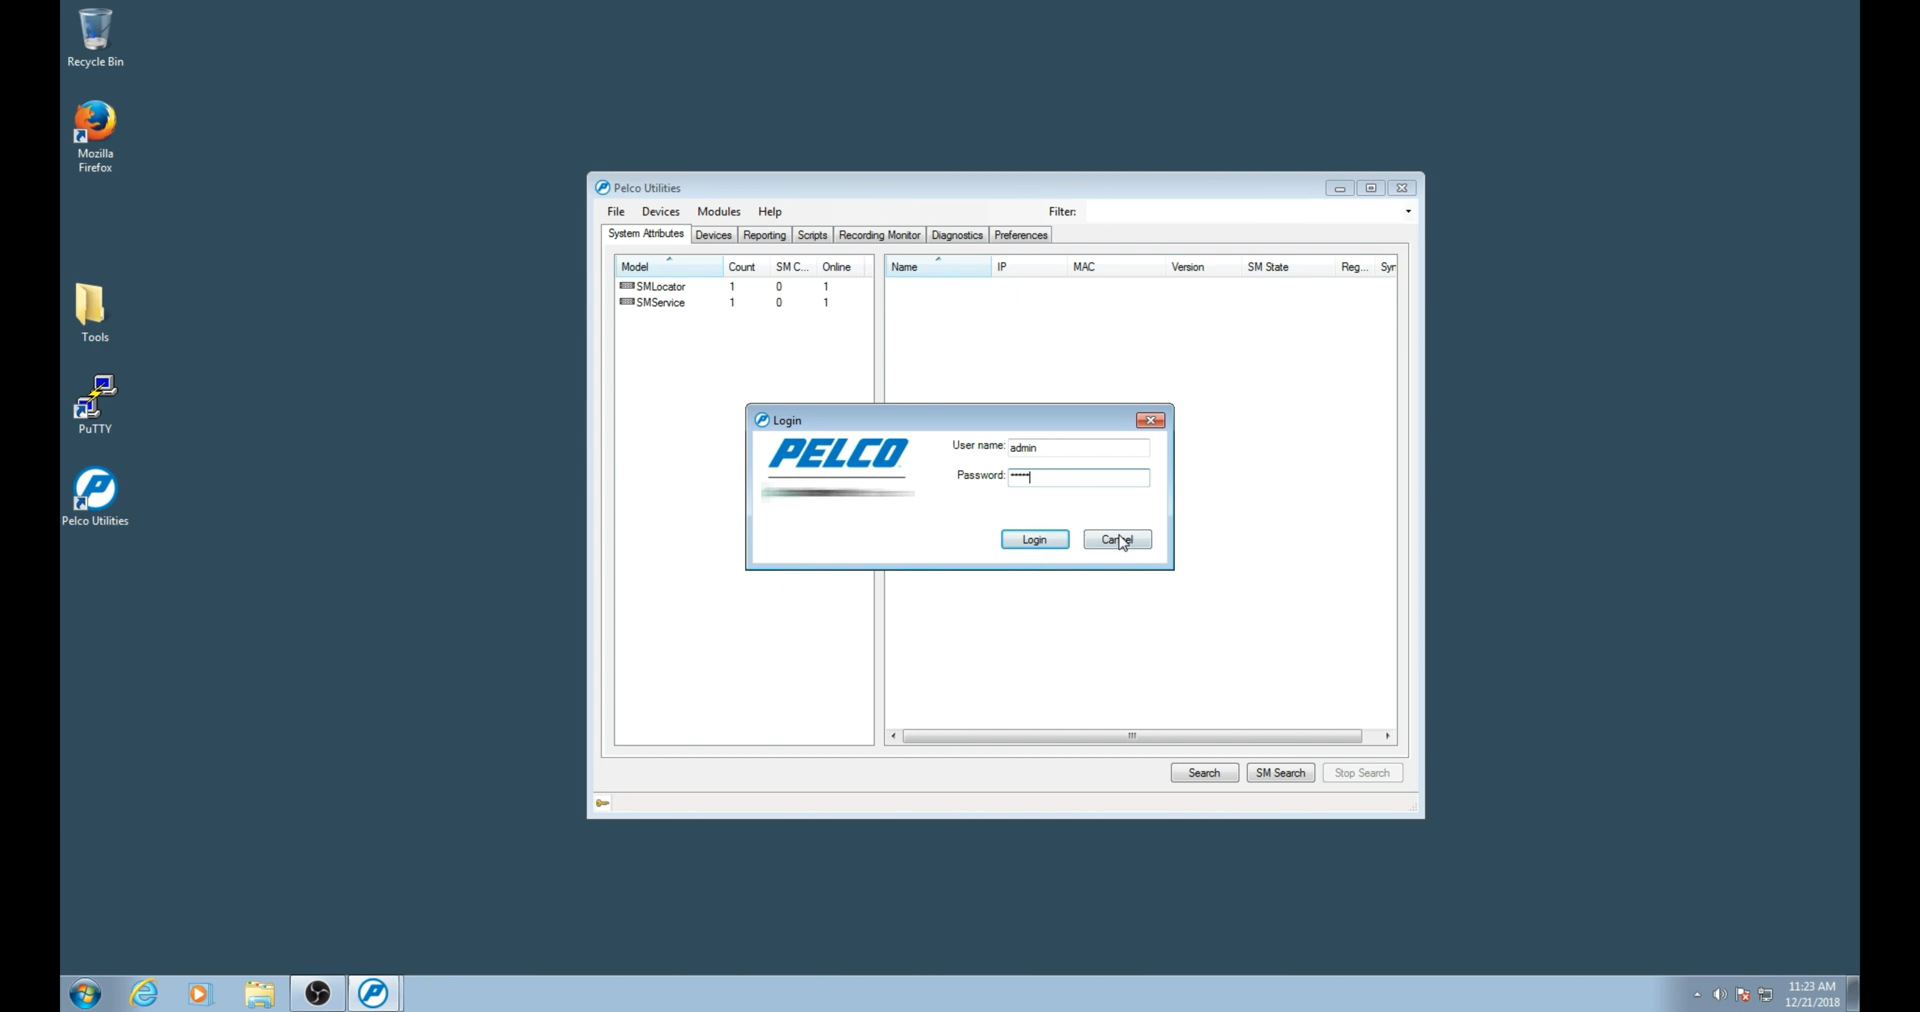 Recycle Bin
Mozilla
Firefox
Tools
PuTTY
Pelco Utilities
Pelco Utilities
File Devices Modules Help Filter:
System Attributes Devices Reporting Scripts Recording Monitor Diagnostics Preferences
Model Count SM C... Online Name IP MAC Version SM State Reg... Syr
SMLocator 1 0 1
SMService 1 0 1
Login
PELCO
User name: admin
Password: *****
Login Cancel
Search SM Search Stop Search
11:23 AM
12/21/2018